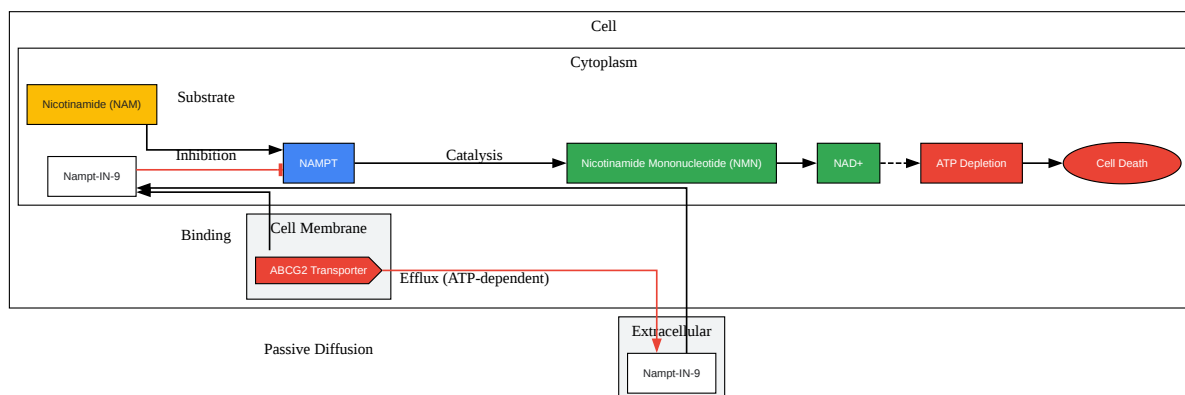 Cell
Cytoplasm
Nicotinamide (NAM)
Substrate
Inhibition
NAMPT
Catalysis
Nicotinamide Mononucleotide (NMN)
NAD+
ATP Depletion
Cell Death
Nampt-IN-9
Binding
Cell Membrane
ABCG2 Transporter
Efflux (ATP-dependent)
Extracellular
Passive Diffusion
Nampt-IN-9